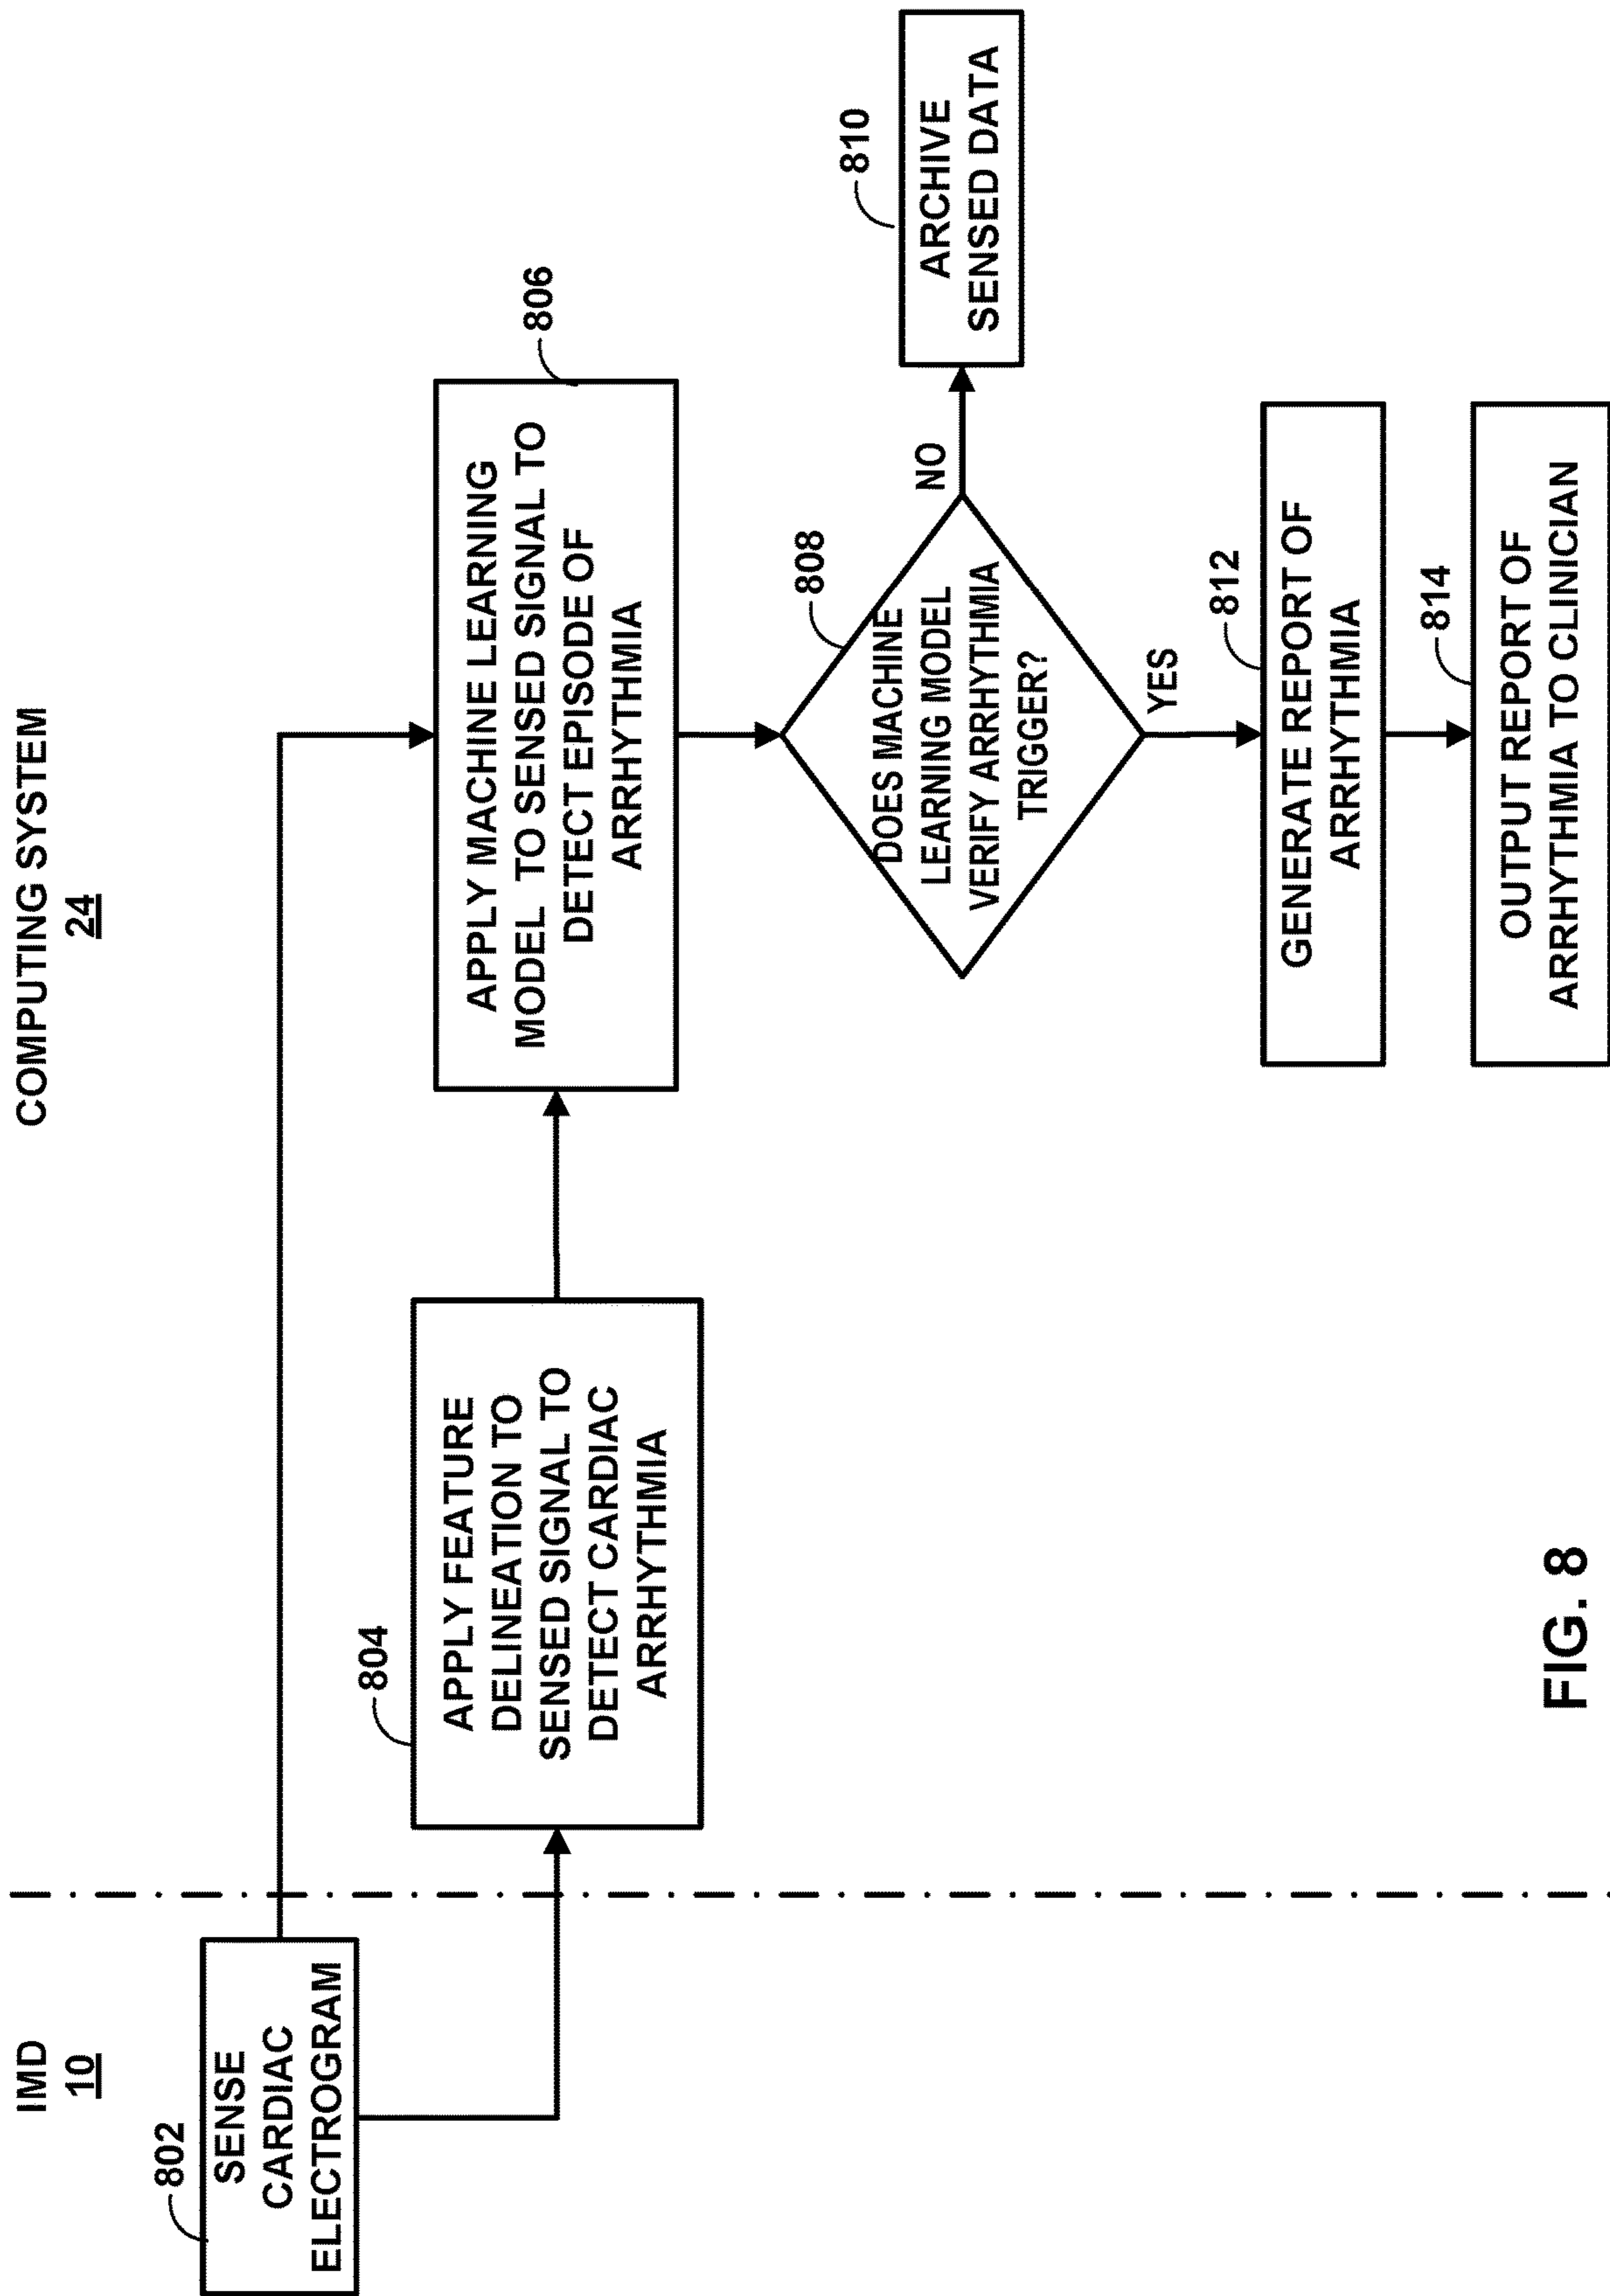 IMD
10
COMPUTING SYSTEM
24
802
SENSE
CARDIAC
ELECTROGRAM
804
APPLY FEATURE
DELINEATION TO
SENSED SIGNAL TO
DETECT CARDIAC
ARRHYTHMIA
806
APPLY MACHINE LEARNING
MODEL TO SENSED SIGNAL TO
DETECT EPISODE OF
ARRHYTHMIA
808
DOES MACHINE
LEARNING MODEL
VERIFY ARRHYTHMIA
TRIGGER?
NO
810
ARCHIVE
SENSED DATA
YES
812
GENERATE REPORT OF
ARRHYTHMIA
814
OUTPUT REPORT OF
ARRHYTHMIA TO CLINICIAN
FIG. 8